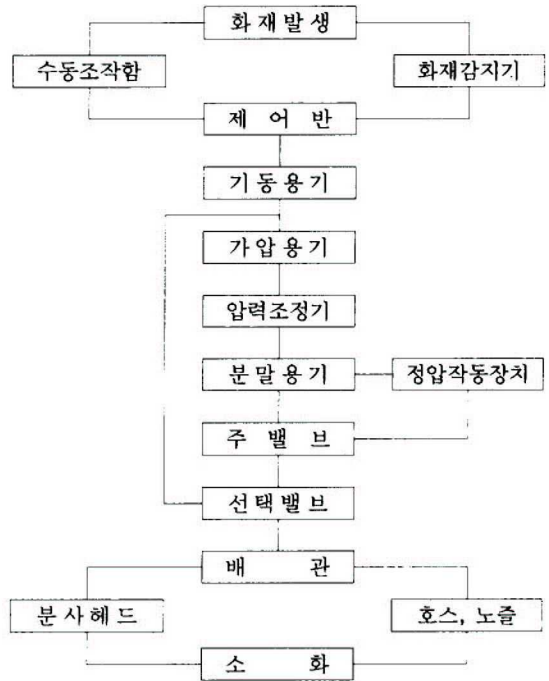 화재발생
수동조작함
화재감지기
제어반
기동용기
가압용기
압력조정기
분말용기
정압작동장치
주밸브
선택밸브
배관
분사헤드
호스, 노즐
소화